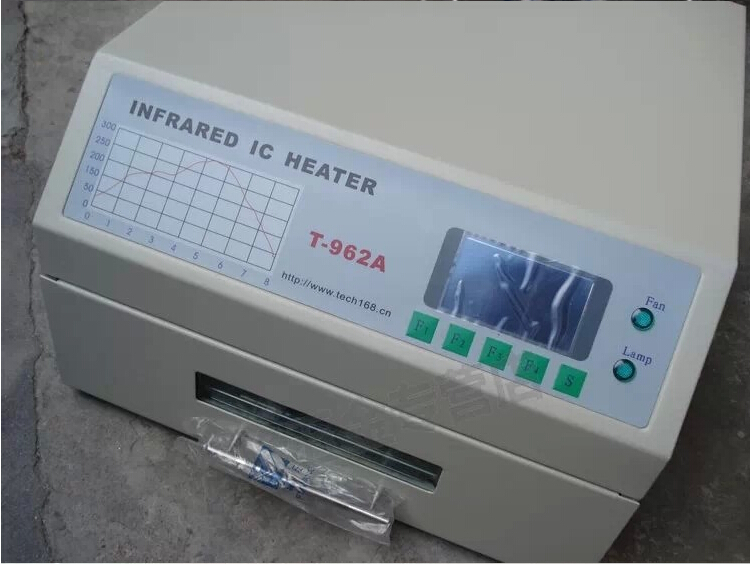 INFRARED IC HEATER
300
250
200
150
50
0
0 1 2 3 4 5 6 7 8
T-962A
http://www.tech168.cn
Fan
Lamp
F1 F2 F3 F4 S